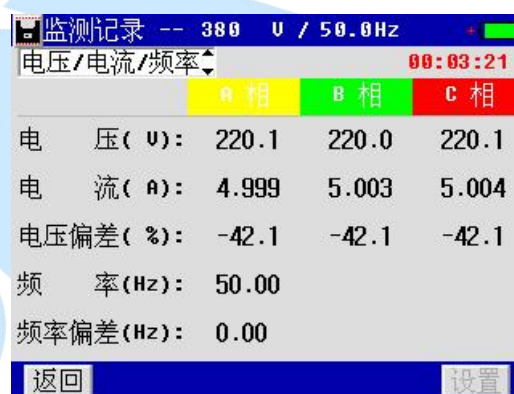 监测记录 -- 380 V / 50.0Hz
电压/电流/频率 00:03:21
A 相 B 相 C 相
电 压( V): 220.1 220.0 220.1
电 流( A): 4.999 5.003 5.004
电压偏差( %): -42.1 -42.1 -42.1
频 率(Hz): 50.00
频率偏差(Hz): 0.00
返回 设置